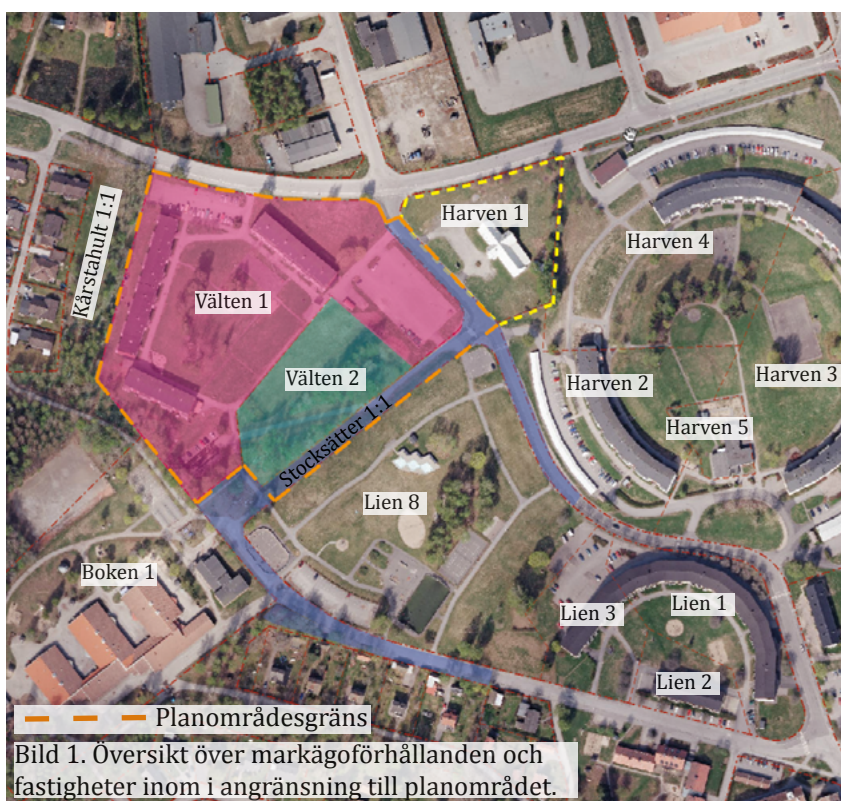 Kårstahult 1:1
Harven 1
Harven 4
Välten 1
Harven 2
Harven 3
Välten 2
Harven 5
Stocksätter 1:1
Lien 8
Boken 1
Lien 3
Lien 1
Lien 2
Planområdesgräns
Bild 1. Översikt över markägoförhållanden och
fastigheter inom i angränsning till planområdet.